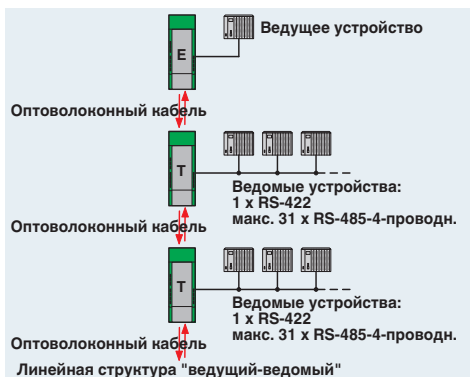 Ведущее устройство
E
Оптоволоконный кабель
T
Ведомые устройства:
1 x RS-422
макс. 31 x RS-485-4-проводн.
Оптоволоконный кабель
T
Ведомые устройства:
1 x RS-422
макс. 31 x RS-485-4-проводн.
Оптоволоконный кабель
Линейная структура "ведущий-ведомый"